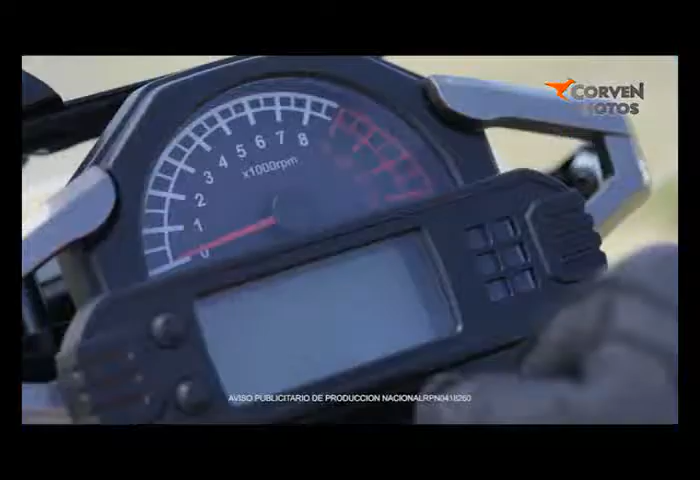 CORVEN
MOTOS
8
7
6
5
4
3
2
1
0
x1000rpm
AVISO PUBLICITARIO DE PRODUCCION NACIONALRPN0418260